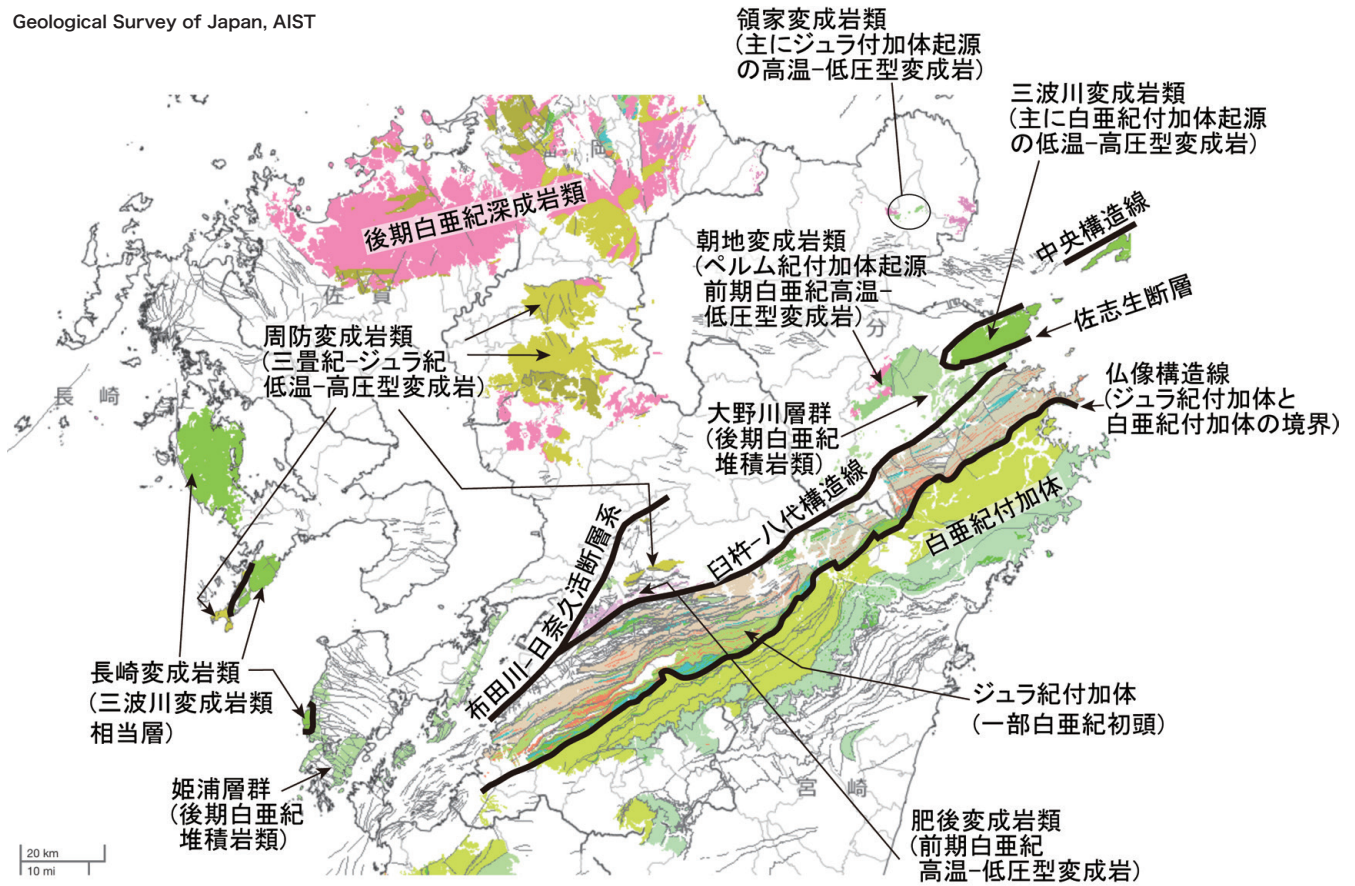 Geological Survey of Japan, AIST
領家変成岩類
(主にジュラ付加体起源
の高温-低圧型変成岩)
三波川変成岩類
(主に白亜紀付加体起源
の低温-高圧型変成岩)
福岡
後期白亜紀深成岩類
中央構造線
朝地変成岩類
(ペルム紀付加体起源
前期白亜紀高温-
低圧型変成岩)
佐賀
分
佐志生断層
周防変成岩類
(三畳紀-ジュラ紀
低温-高圧型変成岩)
長崎
仏像構造線
(ジュラ紀付加体と
白亜紀付加体の境界)
大野川層群
(後期白亜紀
堆積岩類)
臼杵-八代構造線
白亜紀付加体
布田川-日奈久活断層系
長崎変成岩類
(三波川変成岩類
相当層)
ジュラ紀付加体
(一部白亜紀初頭)
姫浦層群
(後期白亜紀
堆積岩類)
宮崎
肥後変成岩類
(前期白亜紀
高温-低圧型変成岩)
20 km
10 mi